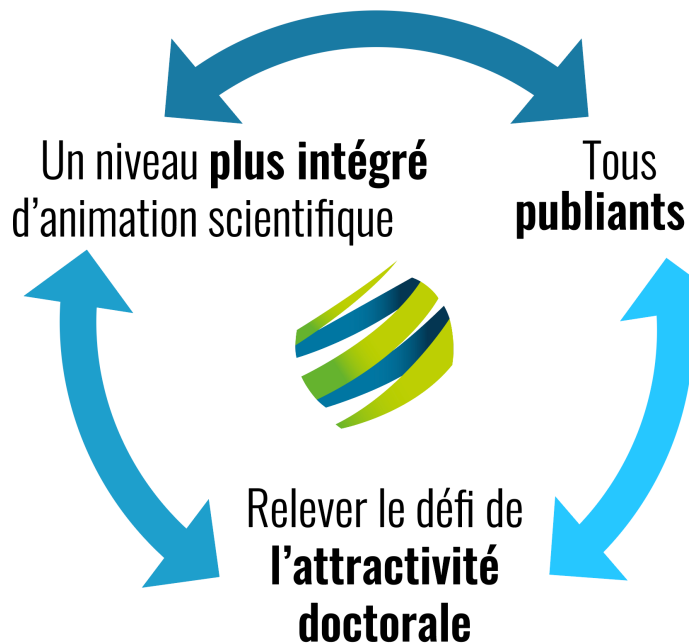 Un niveau plus intégré
d’animation scientifique
Tous
publiants
Relever le défi de
l’attractivité
doctorale